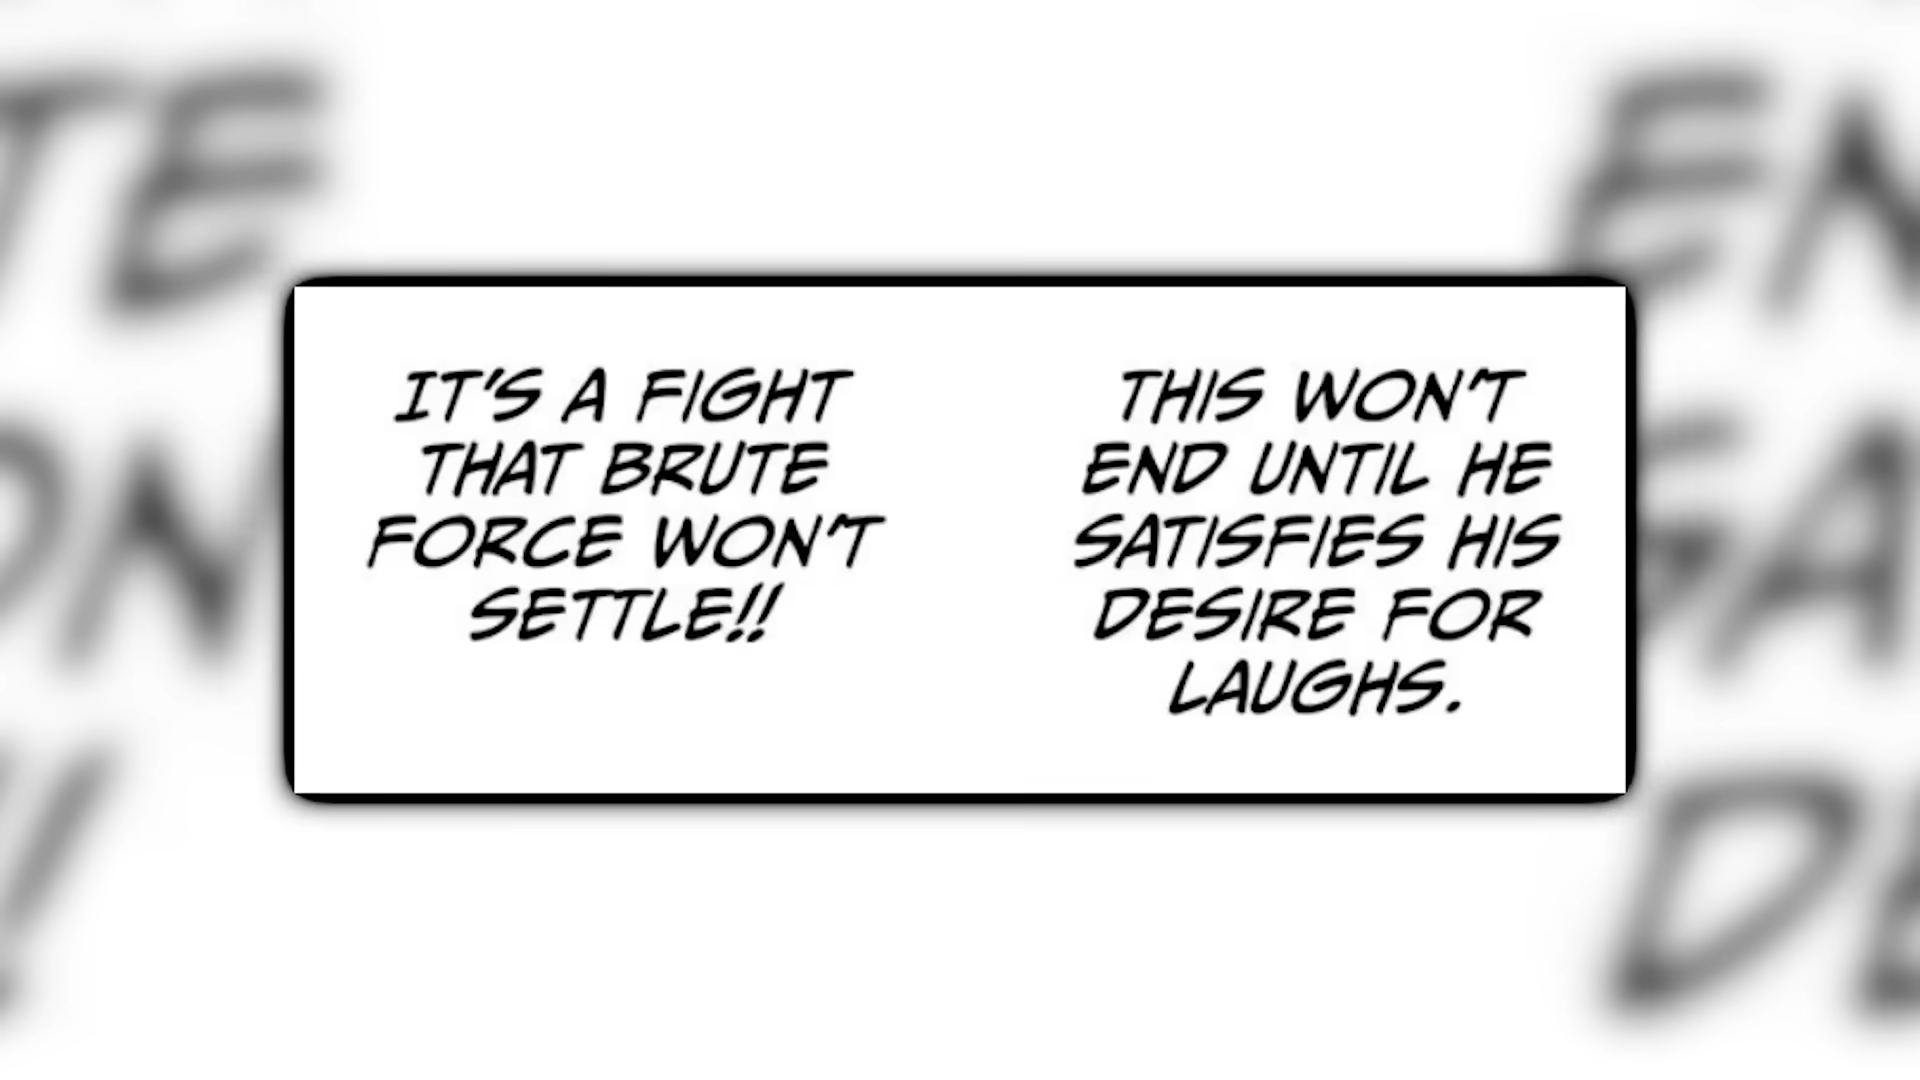 IT'S A FIGHT
THAT BRUTE
FORCE WON'T
SETTLE!!
THIS WON'T
END UNTIL HE
SATISFIES HIS
DESIRE FOR
LAUGHS.